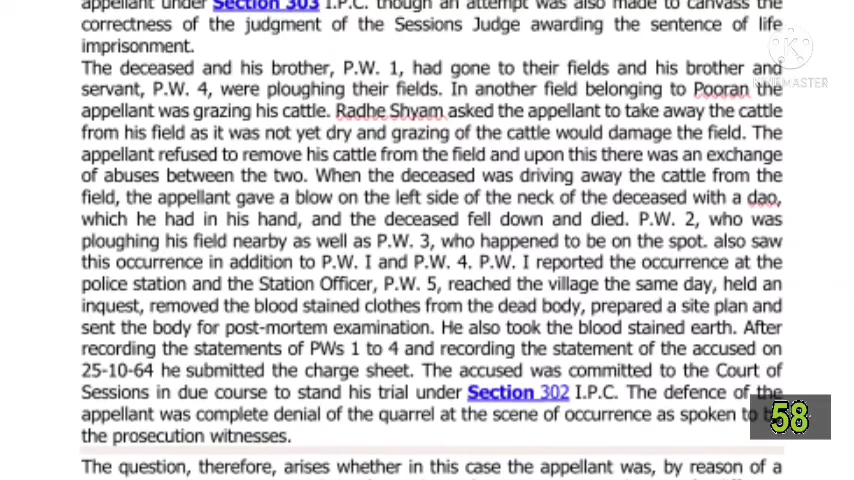 appellant under Section 303 I.P.C. though an attempt was also made to canvass the
correctness of the judgment of the Sessions Judge awarding the sentence of life
imprisonment.
The deceased and his brother, P.W. 1, had gone to their fields and his brother and
servant, P.W. 4, were ploughing their fields. In another field belonging to Pooran the
appellant was grazing his cattle. Radhe Shyam asked the appellant to take away the cattle
from his field as it was not yet dry and grazing of the cattle would damage the field. The
appellant refused to remove his cattle from the field and upon this there was an exchange
of abuses between the two. When the deceased was driving away the cattle from the
field, the appellant gave a blow on the left side of the neck of the deceased with a dao,
which he had in his hand, and the deceased fell down and died. P.W. 2, who was
ploughing his field nearby as well as P.W. 3, who happened to be on the spot. also saw
this occurrence in addition to P.W. I and P.W. 4. P.W. I reported the occurrence at the
police station and the Station Officer, P.W. 5, reached the village the same day, held an
inquest, removed the blood stained clothes from the dead body, prepared a site plan and
sent the body for post-mortem examination. He also took the blood stained earth. After
recording the statements of PWs 1 to 4 and recording the statement of the accused on
25-10-64 he submitted the charge sheet. The accused was committed to the Court of
Sessions in due course to stand his trial under Section 302 I.P.C. The defence of the
appellant was complete denial of the quarrel at the scene of occurrence as spoken to
the prosecution witnesses.
The question, therefore, arises whether in this case the appellant was, by reason of a
KINEMASTER
58